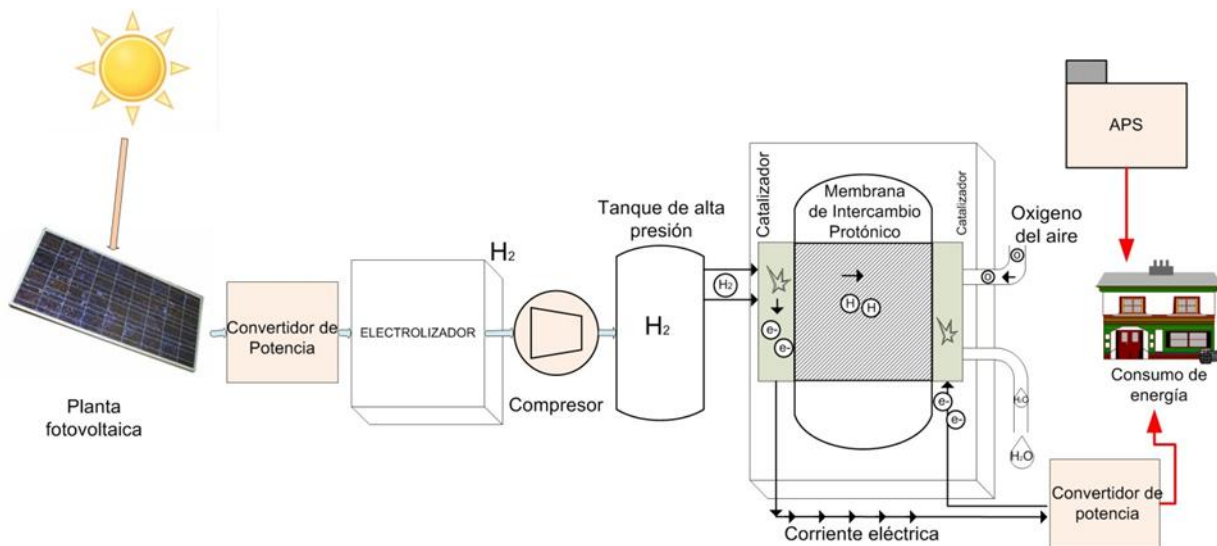 Planta
fotovoltaica
Convertidor de
Potencia
ELECTROLIZADOR
H2
Compresor
Tanque de alta
presión
H2
H2
Catalizador
Membrana
de Intercambio
Protónico
Catalizador
H H
e-
e-
e-
e-
Oxigeno
del aire
O
O
H2O
H2O
Corriente eléctrica
Convertidor de
potencia
APS
Consumo de
energía